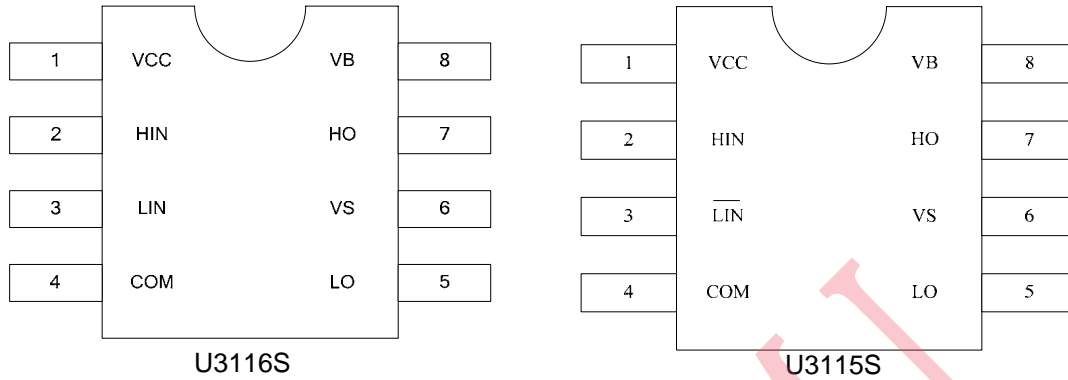 1 VCC VB 8
2 HIN HO 7
3 LIN VS 6
4 COM LO 5
U3116S
1 VCC VB 8
2 HIN HO 7
3 L̅I̅N̅ VS 6
4 COM LO 5
U3115S